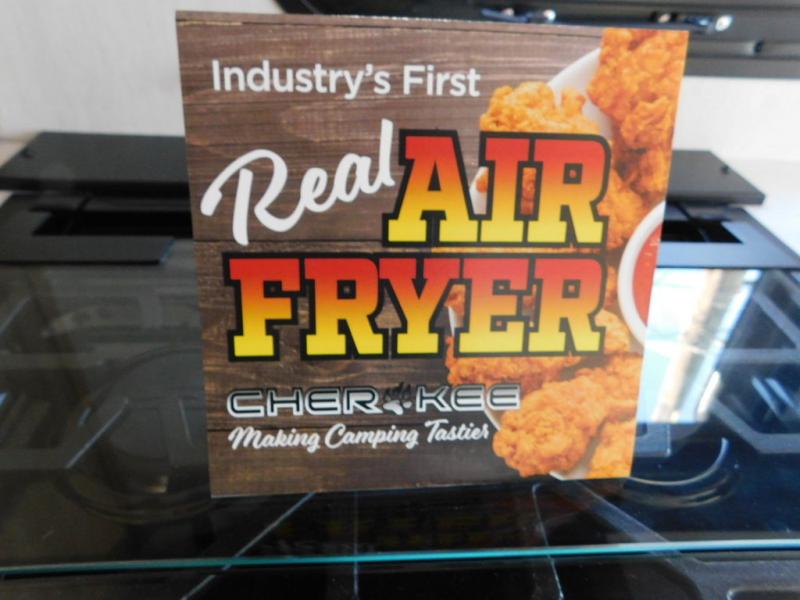 Industry's First
Real AIR
FRYER
CHEROKEE
Making Camping Tastier